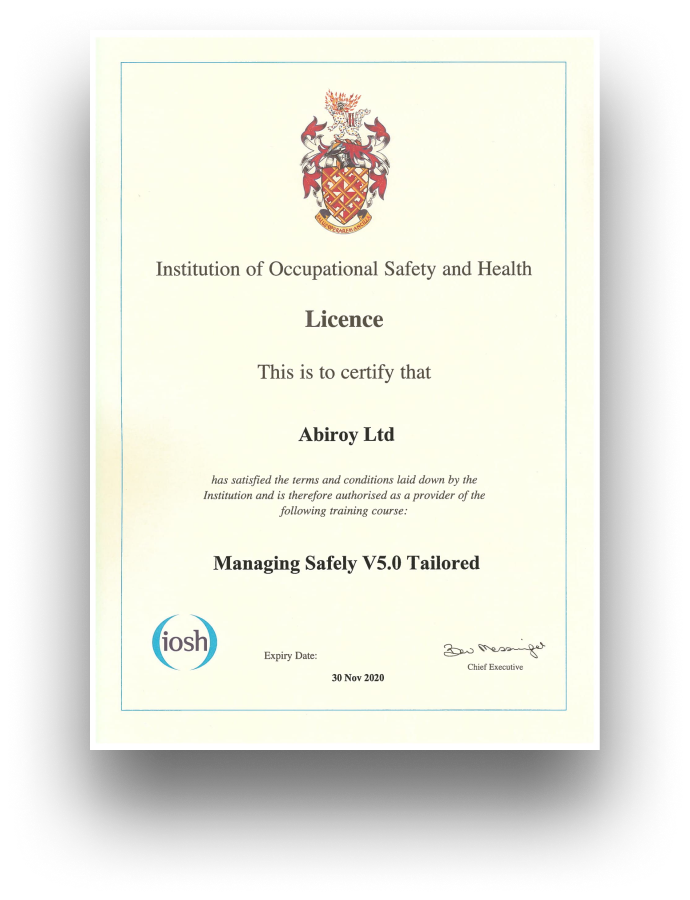 Institution of Occupational Safety and Health
Licence
This is to certify that
Abiroy Ltd
has satisfied the terms and conditions laid down by the
Institution and is therefore authorised as a provider of the
following training course:
Managing Safely V5.0 Tailored
iosh
Expiry Date:
30 Nov 2020
Bev Messinger
Chief Executive